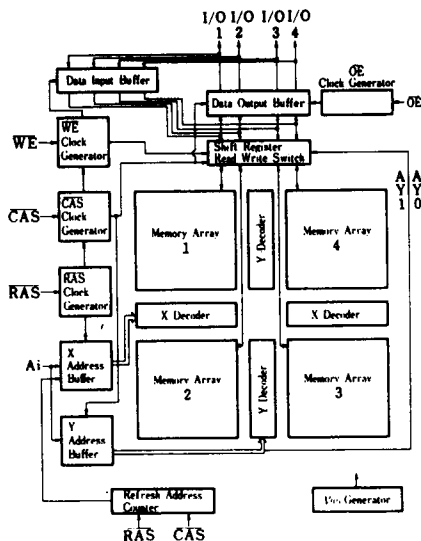 I/O I/O I/O I/O
1 2 3 4
Data Input Buffer
OE
Clock Generator
Data Output Buffer
OE
WE
WE
Clock
Generator
Shift Register
Read Write Switch
CAS
CAS
Clock
Generator
Memory Array
1
Y Decoder
Memory Array
4
AY1
AY0
RAS
RAS
Clock
Generator
X Decoder
X Decoder
Ai
X
Address
Buffer
Memory Array
2
Y Decoder
Memory Array
3
Y
Address
Buffer
Refresh Address
Counter
Generator
RAS CAS